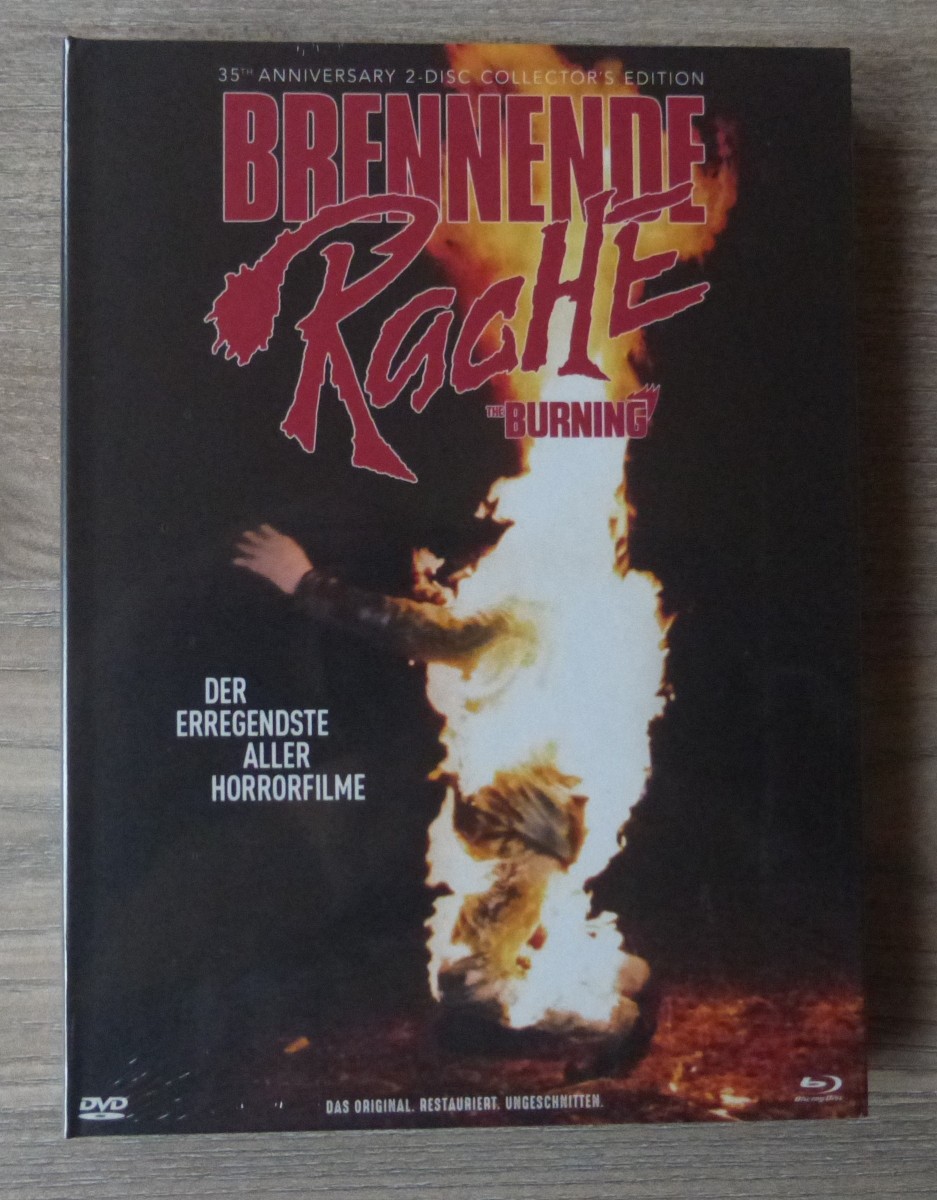 35TH ANNIVERSARY 2-DISC COLLECTOR'S EDITION
BRENNENDE
RACHE
THE BURNING
DER
ERREGENDSTE
ALLER
HORRORFILME
DVD
DAS ORIGINAL. RESTAURIERT. UNGESCHNITTEN.
Blu-ray Disc